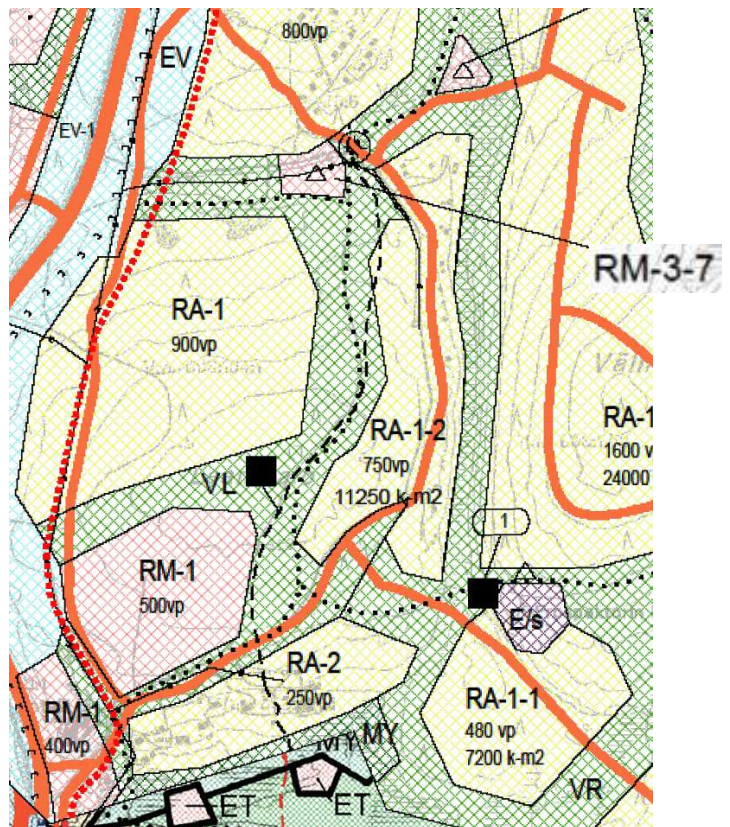 800vp
EV
EV-1
RM-3-7
RA-1
900vp
RA-1
1600 v
24000
RA-1-2
750vp
11250 k-m2
VL
1
RM-1
500vp
E/s
RA-2
250vp
RA-1-1
480 vp
7200 k-m2
RM-1
400vp
MY
MY
VR
ET
ET